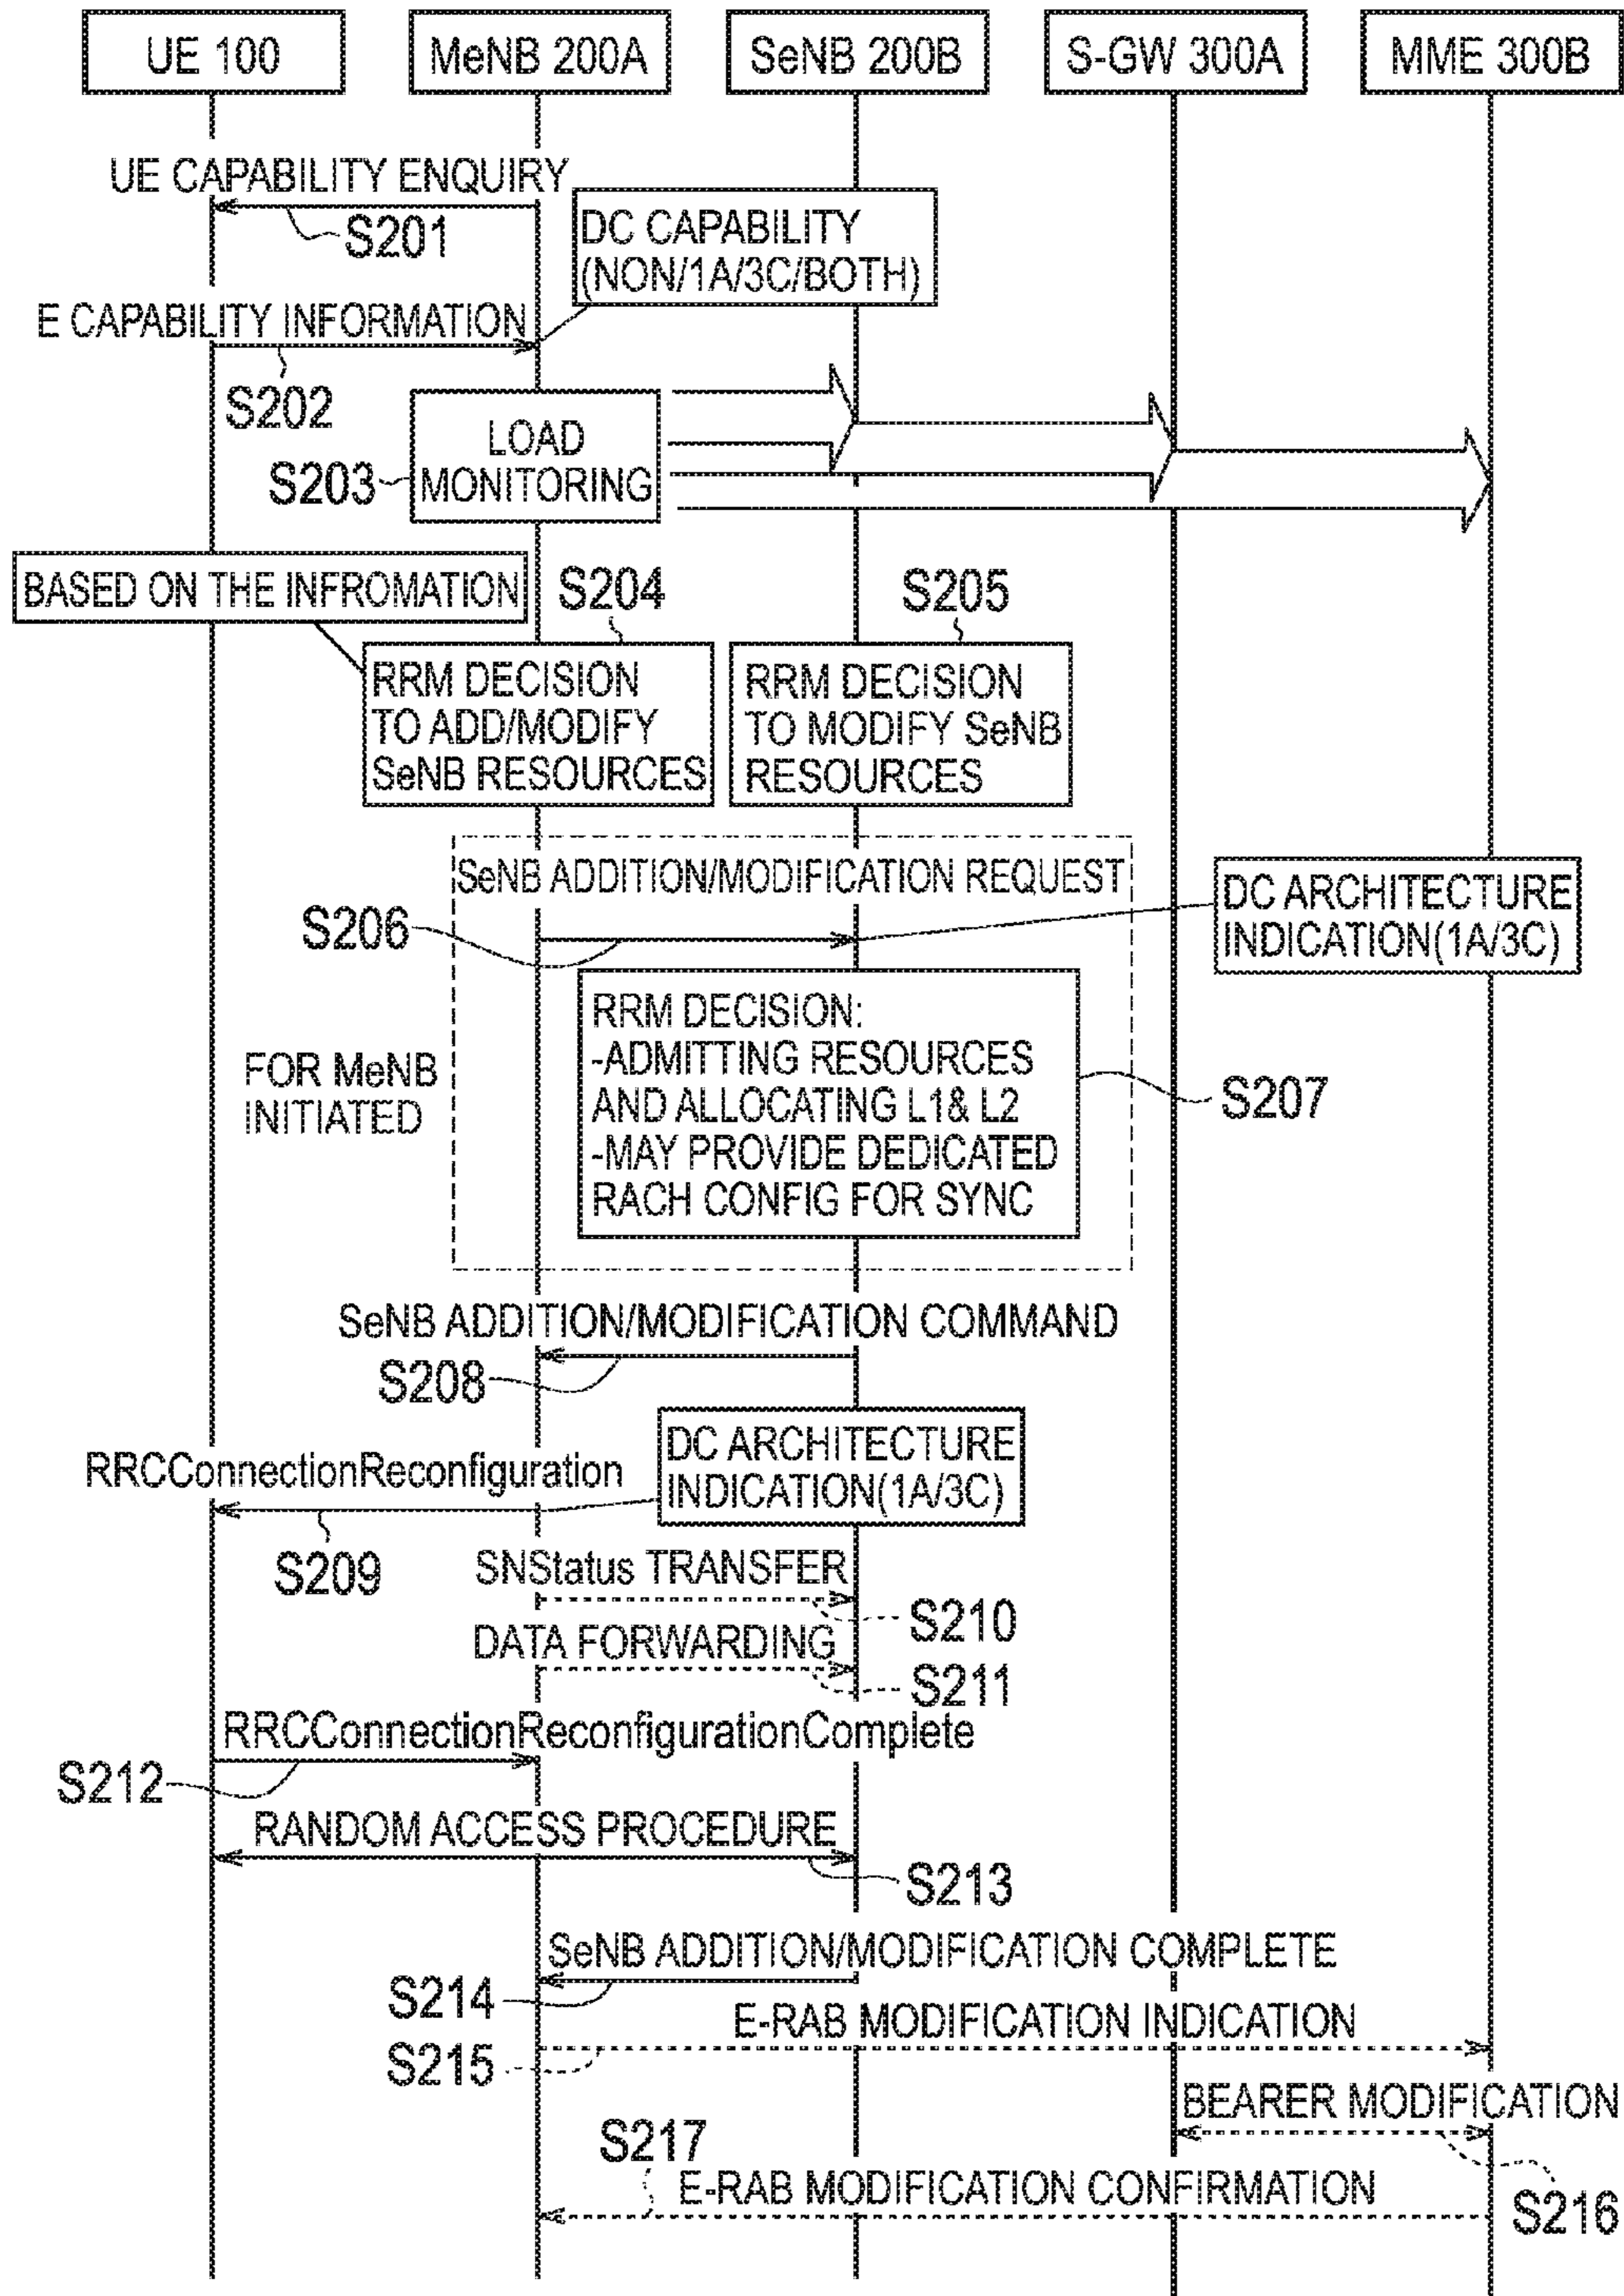 UE 100
MeNB 200A
SeNB 200B
S-GW 300A
MME 300B
UE CAPABILITY ENQUIRY
S201
DC CAPABILITY
(NON/1A/3C/BOTH)
E CAPABILITY INFORMATION
S202
LOAD
MONITORING
S203
BASED ON THE INFROMATION
S204
S205
RRM DECISION
TO ADD/MODIFY
SeNB RESOURCES
RRM DECISION
TO MODIFY SeNB
RESOURCES
SeNB ADDITION/MODIFICATION REQUEST
S206
DC ARCHITECTURE
INDICATION(1A/3C)
FOR MeNB
INITIATED
RRM DECISION:
-ADMITTING RESOURCES
AND ALLOCATING L1& L2
-MAY PROVIDE DEDICATED
RACH CONFIG FOR SYNC
S207
SeNB ADDITION/MODIFICATION COMMAND
S208
RRCConnectionReconfiguration
DC ARCHITECTURE
INDICATION(1A/3C)
S209
SNStatus TRANSFER
S210
DATA FORWARDING
S211
RRCConnectionReconfigurationComplete
S212
RANDOM ACCESS PROCEDURE
S213
SeNB ADDITION/MODIFICATION COMPLETE
S214
E-RAB MODIFICATION INDICATION
S215
BEARER MODIFICATION
S217
E-RAB MODIFICATION CONFIRMATION
S216